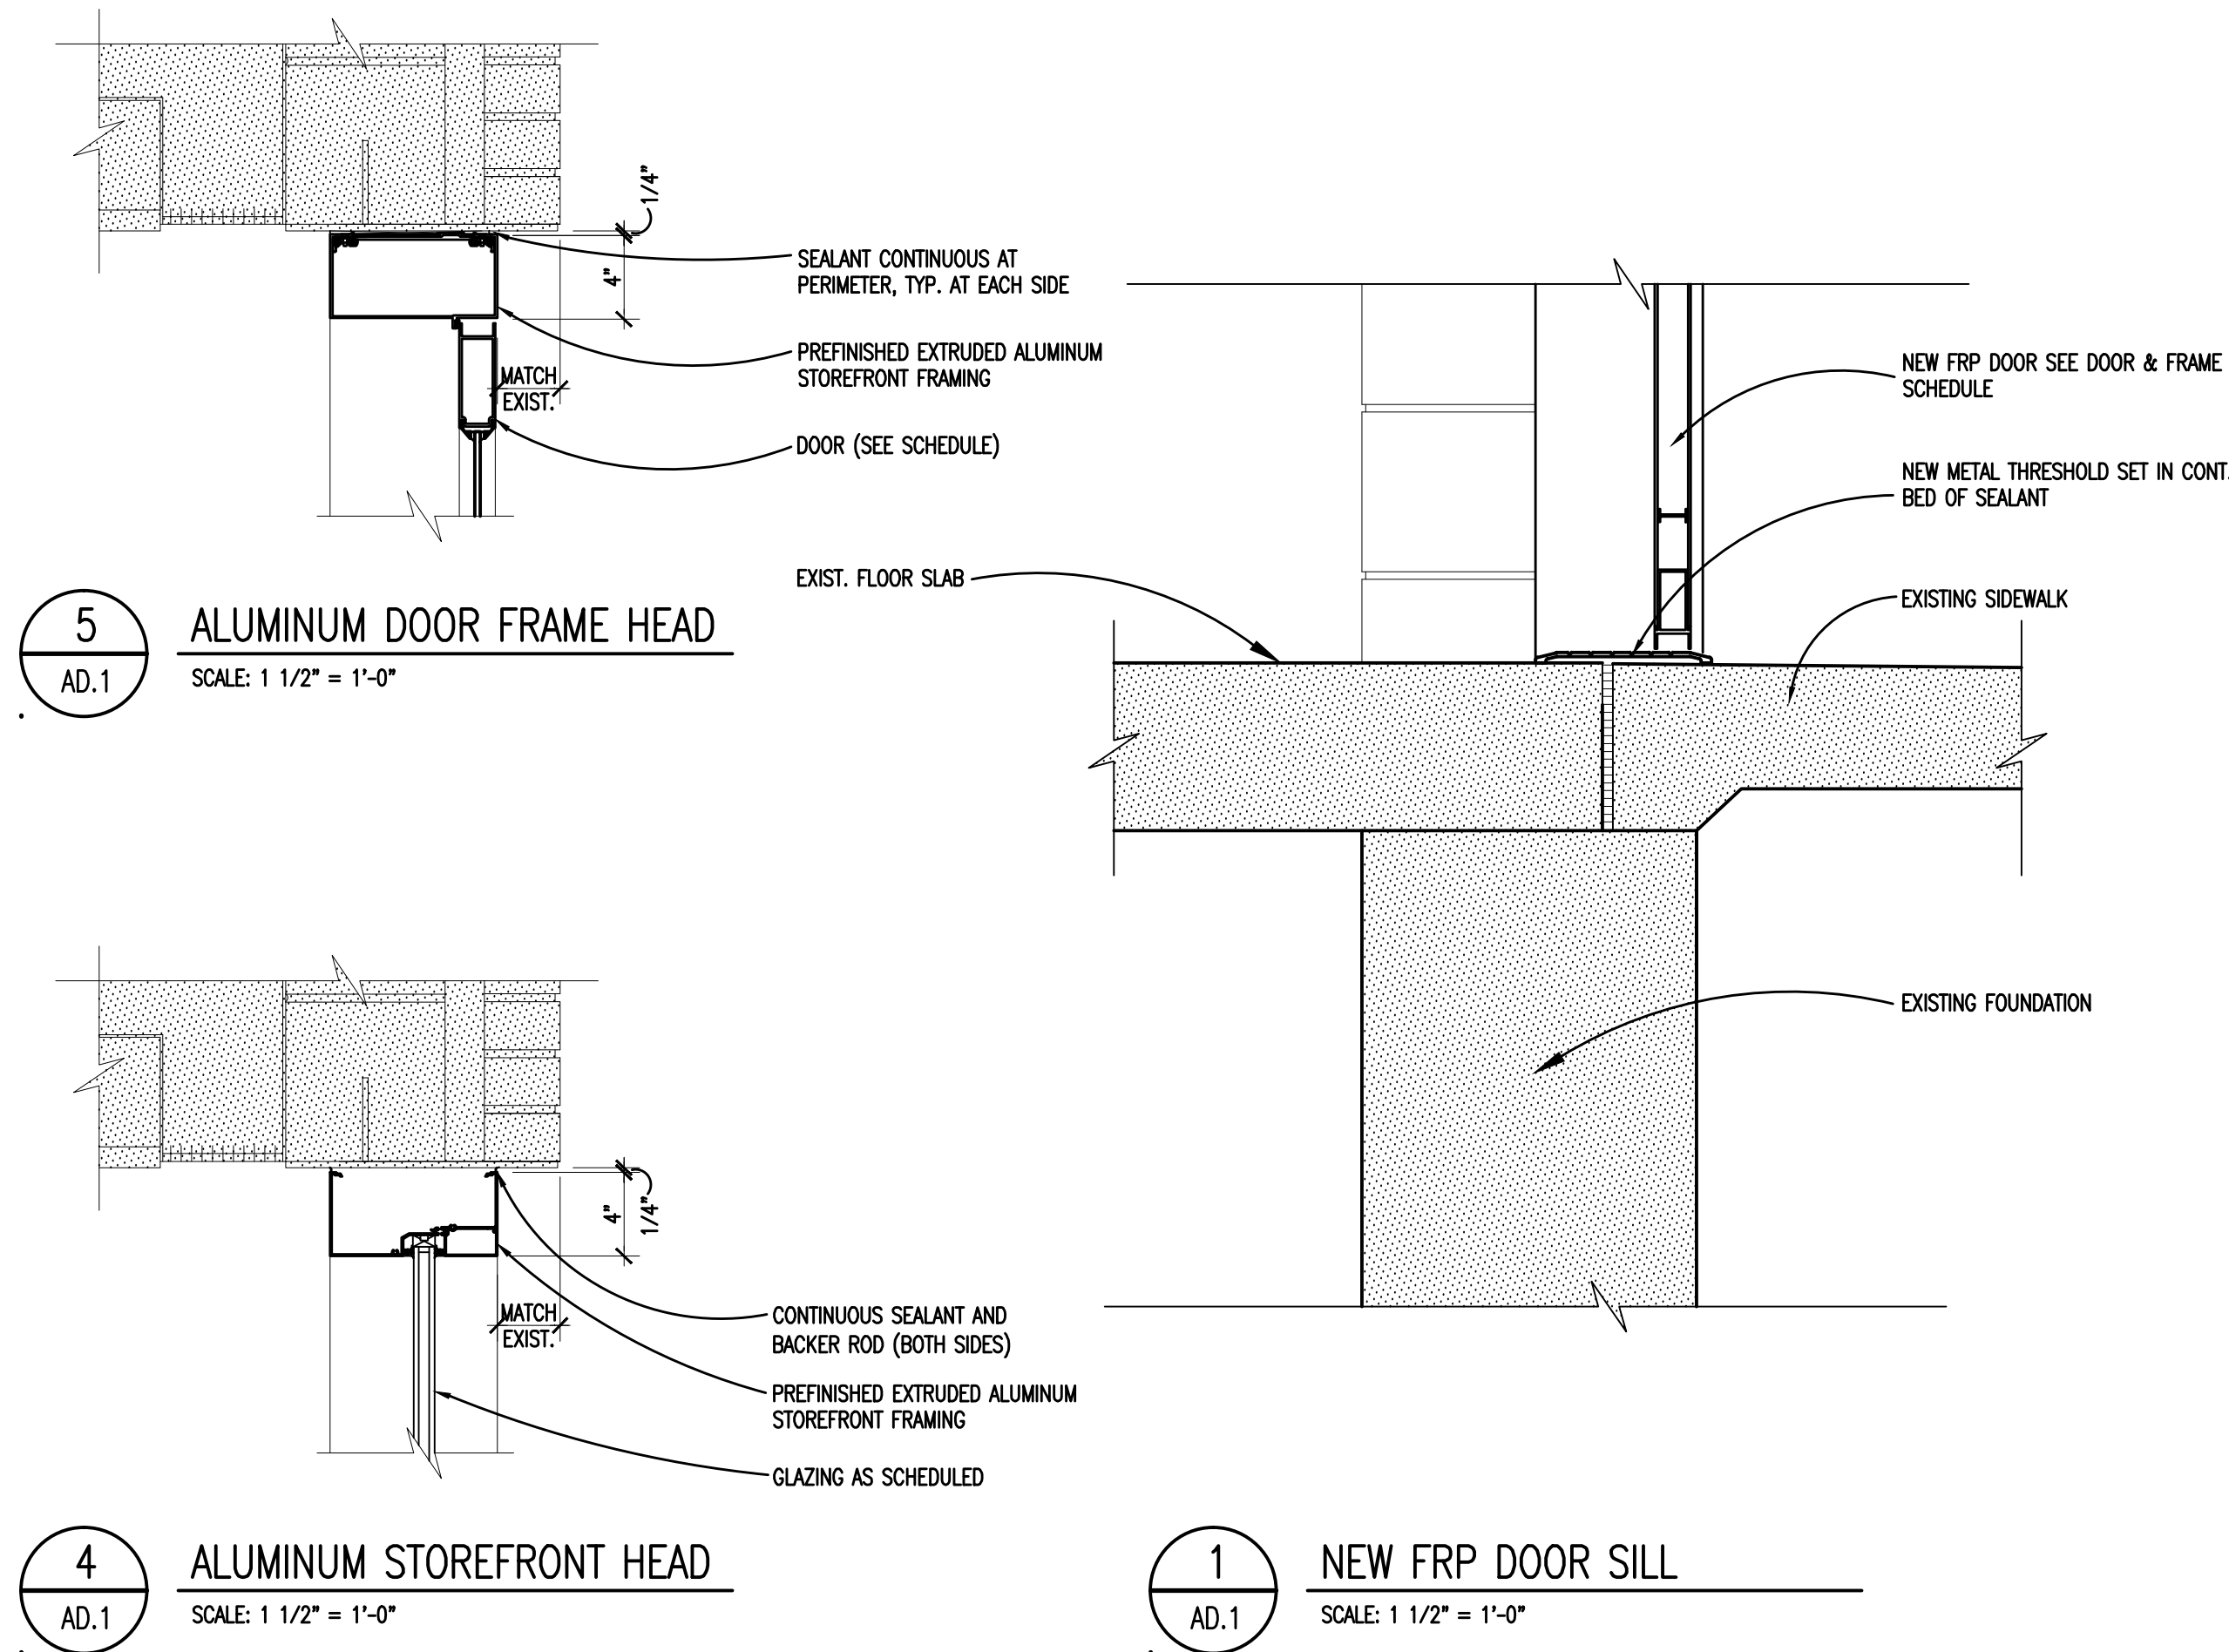 1/4"
4"
SEALANT CONTINUOUS AT
PERIMETER, TYP. AT EACH SIDE
PREFINISHED EXTRUDED ALUMINUM
STOREFRONT FRAMING
MATCH
EXIST.
DOOR (SEE SCHEDULE)
5
AD.1
ALUMINUM DOOR FRAME HEAD
SCALE: 1 1/2" = 1'-0"
4"
1/4"
MATCH
EXIST.
CONTINUOUS SEALANT AND
BACKER ROD (BOTH SIDES)
PREFINISHED EXTRUDED ALUMINUM
STOREFRONT FRAMING
GLAZING AS SCHEDULED
4
AD.1
ALUMINUM STOREFRONT HEAD
SCALE: 1 1/2" = 1'-0"
NEW FRP DOOR SEE DOOR & FRAME
SCHEDULE
NEW METAL THRESHOLD SET IN CONT.
BED OF SEALANT
EXIST. FLOOR SLAB
EXISTING SIDEWALK
EXISTING FOUNDATION
1
AD.1
NEW FRP DOOR SILL
SCALE: 1 1/2" = 1'-0"